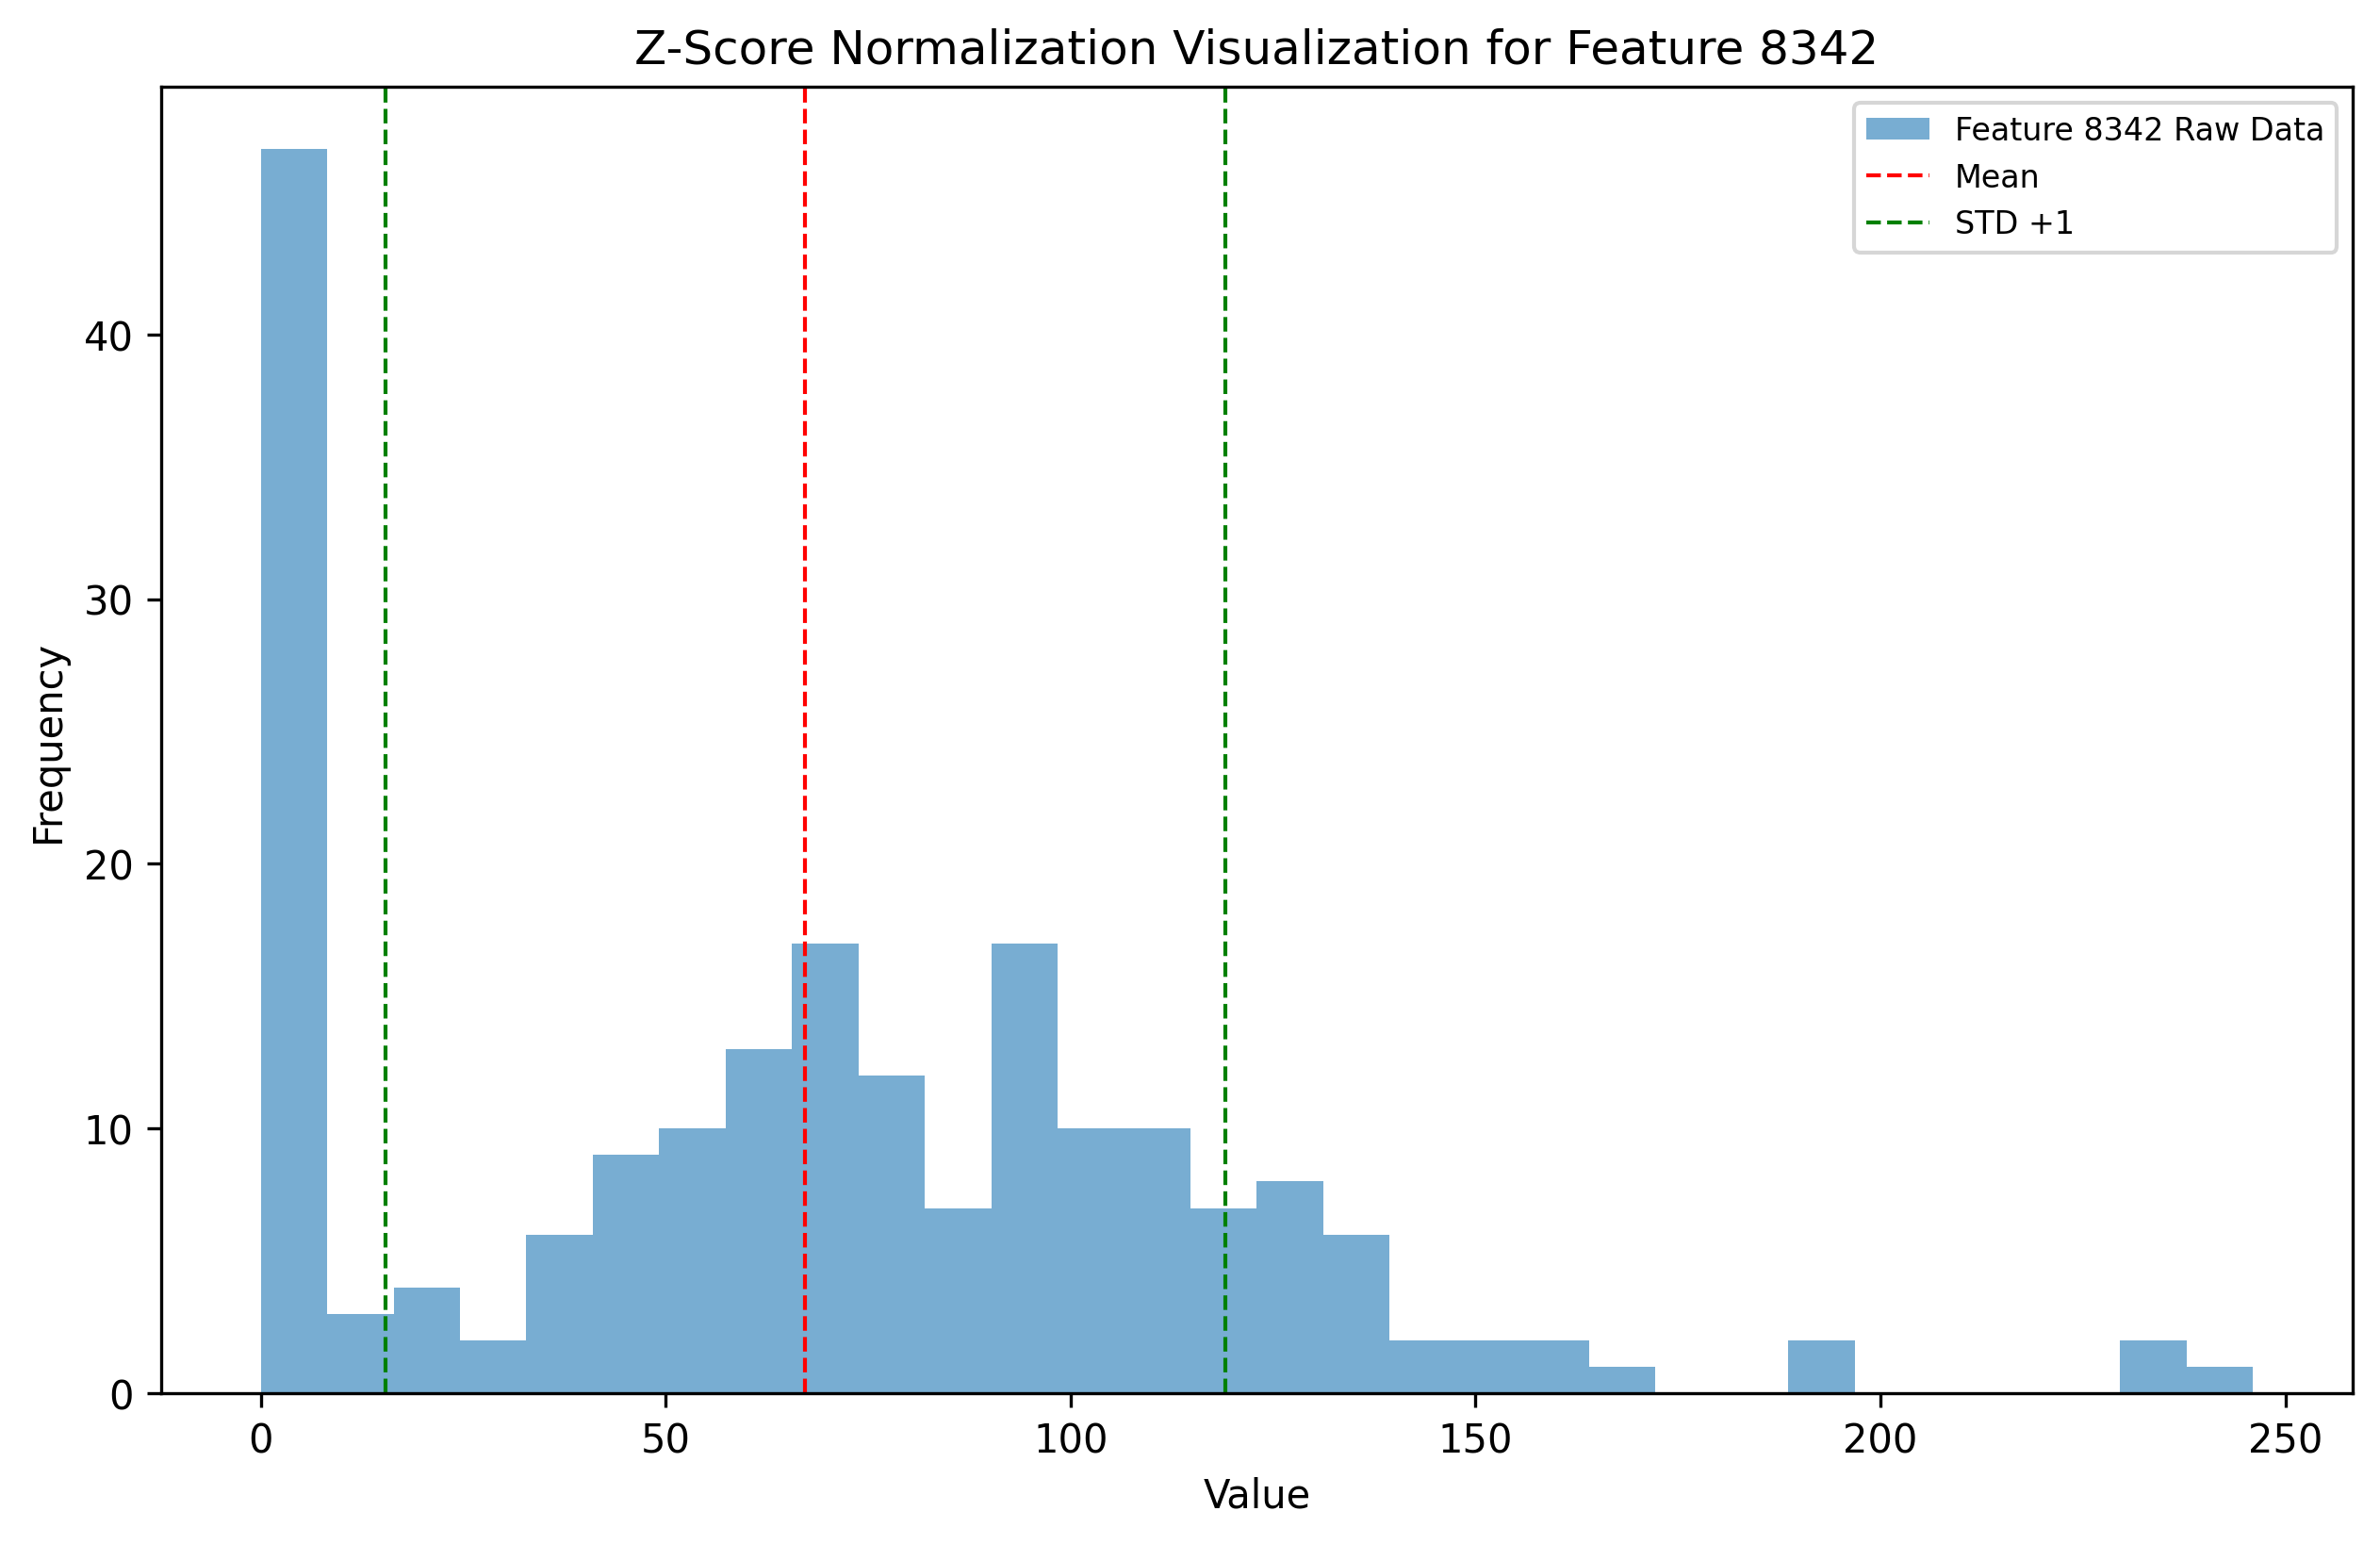 Z-Score Normalization Visualization for Feature 8342
Feature 8342 Raw Data
Mean
STD +1
40
30
20
10
0
Frequency
0 50 100 150 200 250
Value